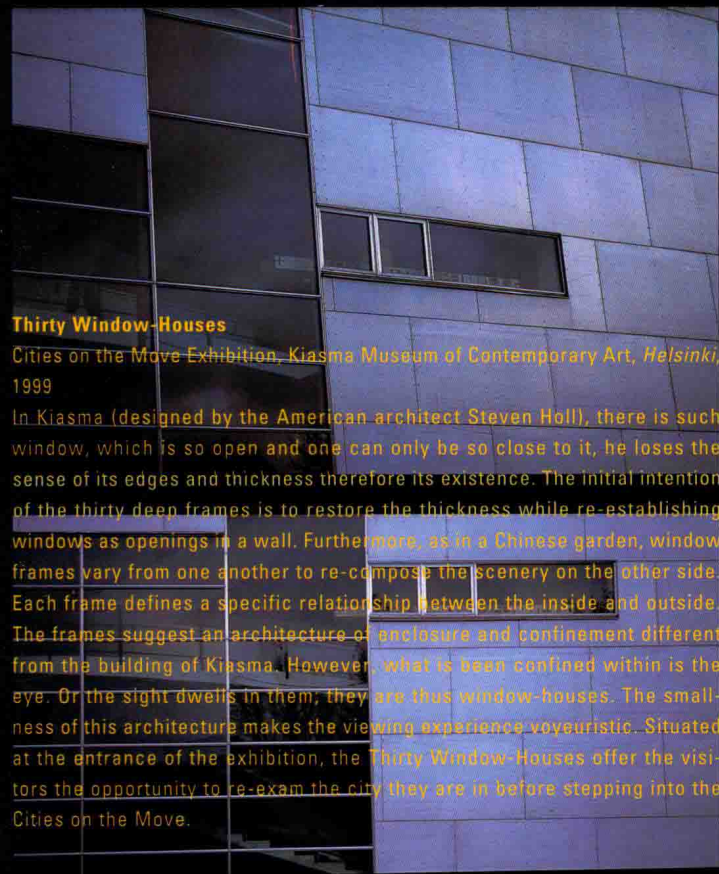 Thirty Window-Houses
Cities on the Move Exhibition, Kiasma Museum of Contemporary Art, Helsinki,
1999
In Kiasma (designed by the American architect Steven Holl), there is such
window, which is so open and one can only be so close to it, he loses the
sense of its edges and thickness therefore its existence. The initial intention
of the thirty deep frames is to restore the thickness while re-establishing
windows as openings in a wall. Furthermore, as in a Chinese garden, window
frames vary from one another to re-compose the scenery on the other side.
Each frame defines a specific relationship between the inside and outside.
The frames suggest an architecture of enclosure and confinement different
from the building of Kiasma. However, what is been confined within is the
eye. Or the sight dwells in them; they are thus window-houses. The small-
ness of this architecture makes the viewing experience voyeuristic. Situated
at the entrance of the exhibition, the Thirty Window-Houses offer the visi-
tors the opportunity to re-exam the city they are in before stepping into the
Cities on the Move.